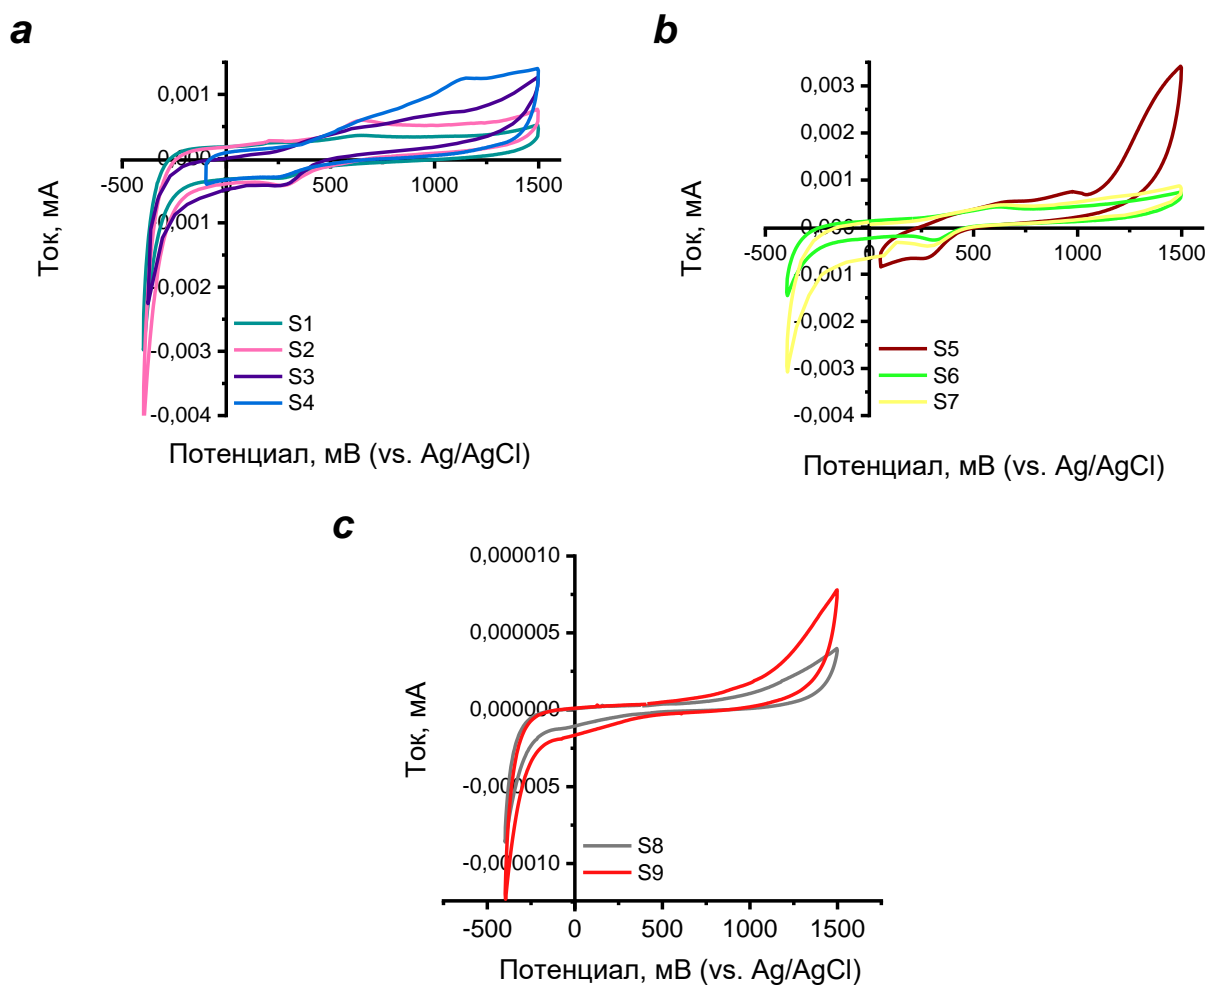 a
0,001
0,000
-500
500
1000
1500
-0,001
-0,002
-0,003
-0,004
Ток, мА
S1
S2
S3
S4
Потенциал, мВ (vs. Ag/AgCl)
b
0,003
0,002
0,001
0,000
-500
0
500
1000
1500
-0,001
-0,002
-0,003
-0,004
Ток, мА
S5
S6
S7
Потенциал, мВ (vs. Ag/AgCl)
c
0,000010
0,000005
0,000000
-0,000005
-0,000010
Ток, мА
S8
S9
-500
0
500
1000
1500
Потенциал, мВ (vs. Ag/AgCl)